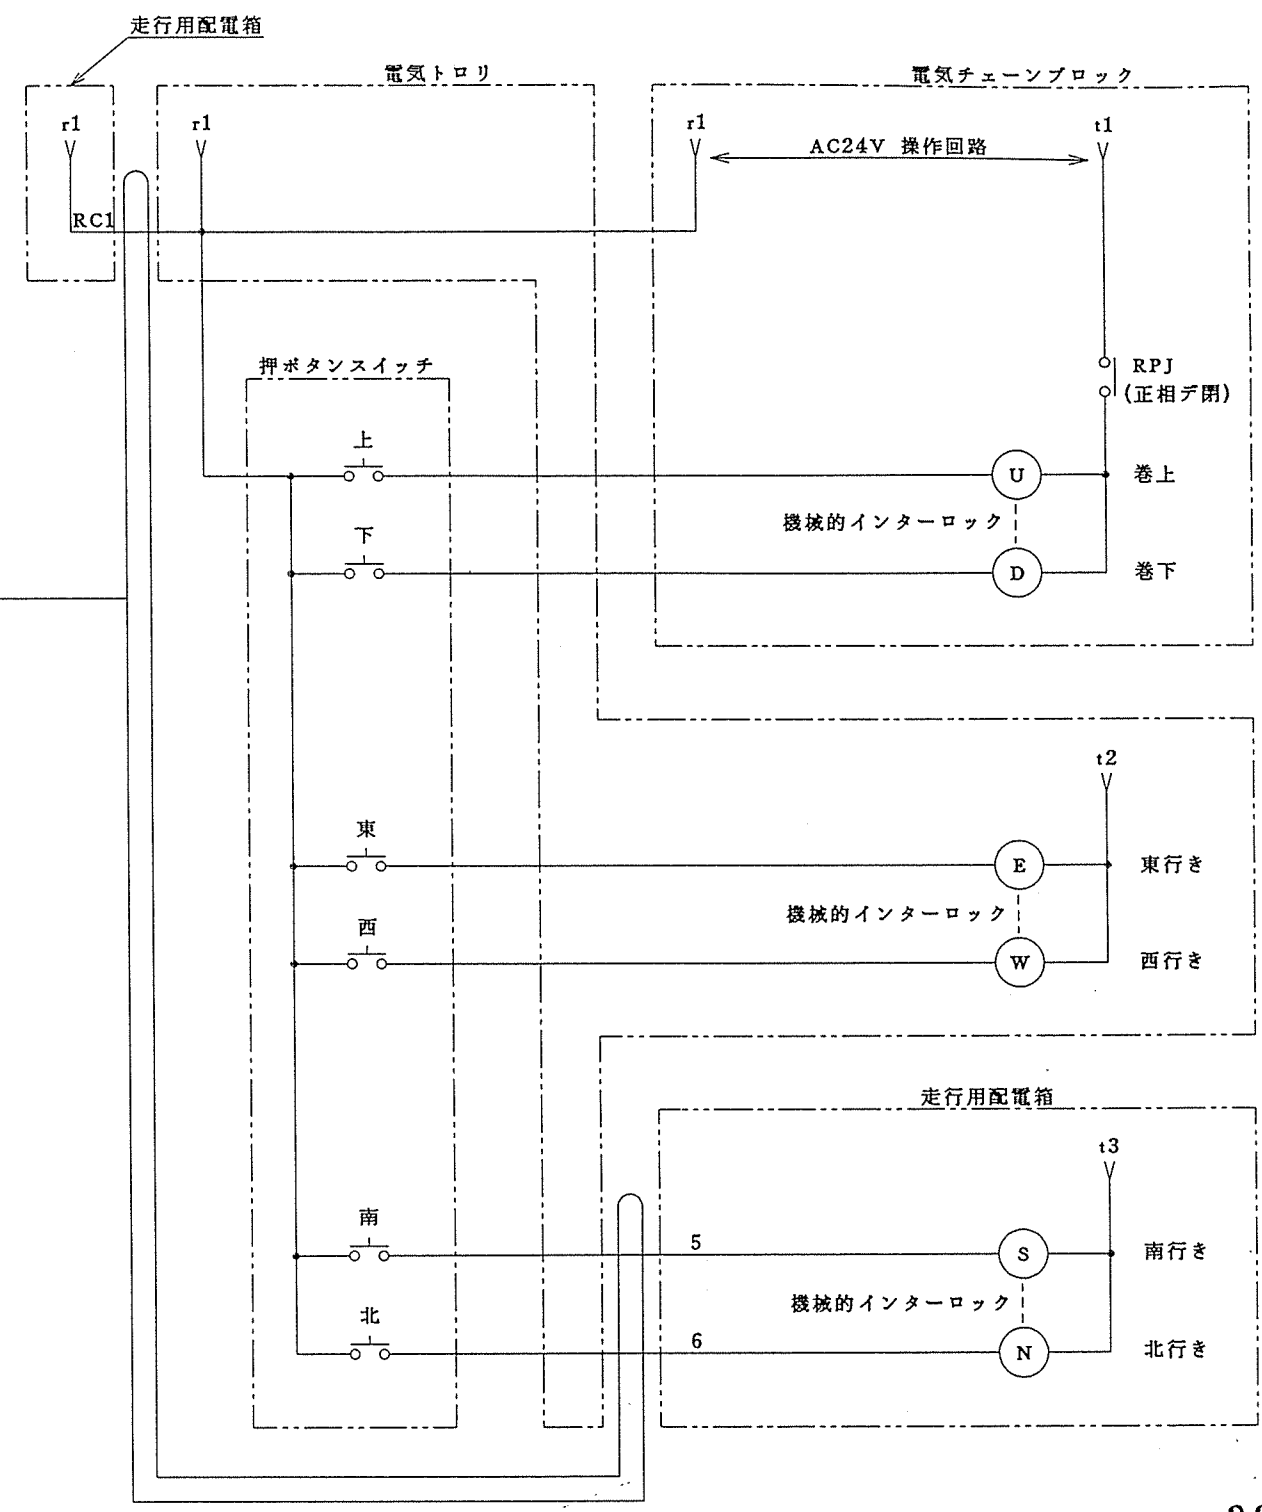 走行用配電箱
電気トロリ
電気チェーンブロック
r1
r1
r1
t1
AC24V 操作回路
RC1
押ボタンスイッチ
RPJ
(正相デ閉)
上
U
巻上
機械的インターロック
下
D
巻下
t2
東
E
東行き
機械的インターロック
西
W
西行き
走行用配電箱
t3
南
5
S
南行き
機械的インターロック
北
6
N
北行き